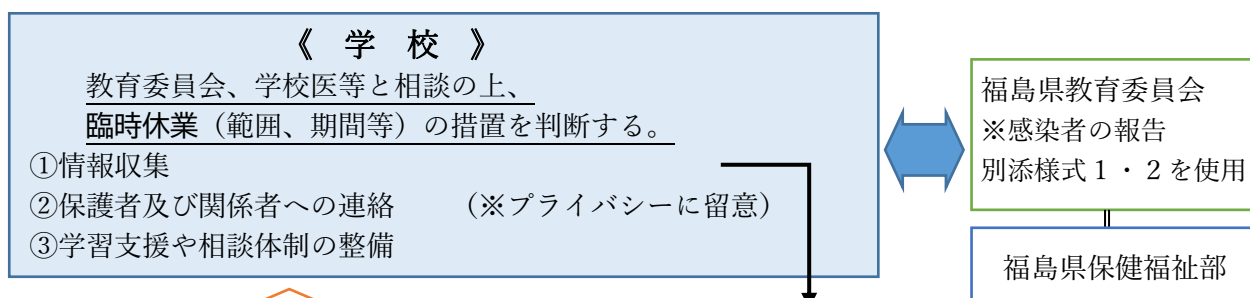 《 学 校 》
教育委員会、学校医等と相談の上、
臨時休業（範囲、期間等）の措置を判断する。
①情報収集
②保護者及び関係者への連絡　　（※プライバシーに留意）
③学習支援や相談体制の整備
福島県教育委員会
※感染者の報告
別添様式１・２を使用
福島県保健福祉部